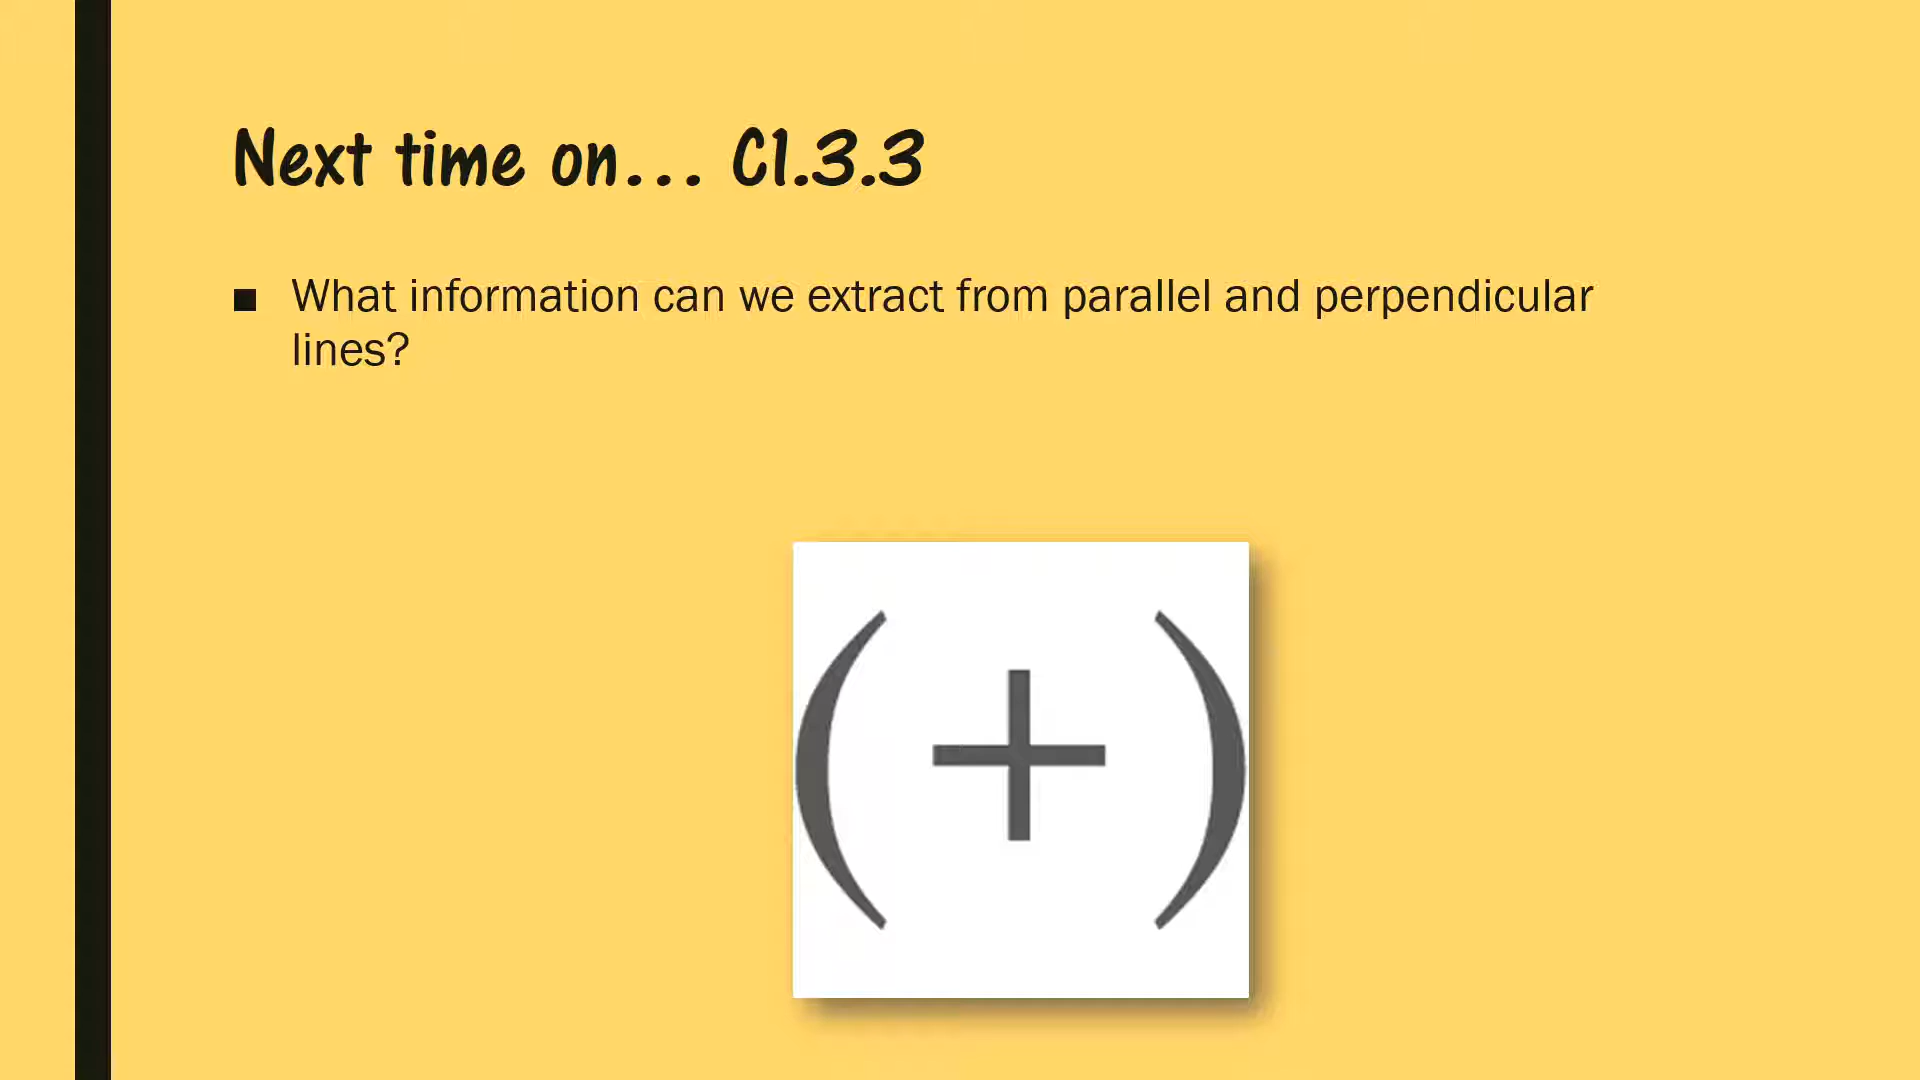 Next time on... C1.3.3
■ What information can we extract from parallel and perpendicular
lines?
( + )